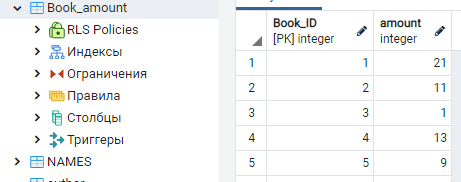 Book_amount
RLS Policies
Индексы
Ограничения
Правила
Столбцы
Триггеры
NAMES
Book_ID
[PK] integer
amount
integer
1 1 21
2 2 11
3 3 1
4 4 13
5 5 9